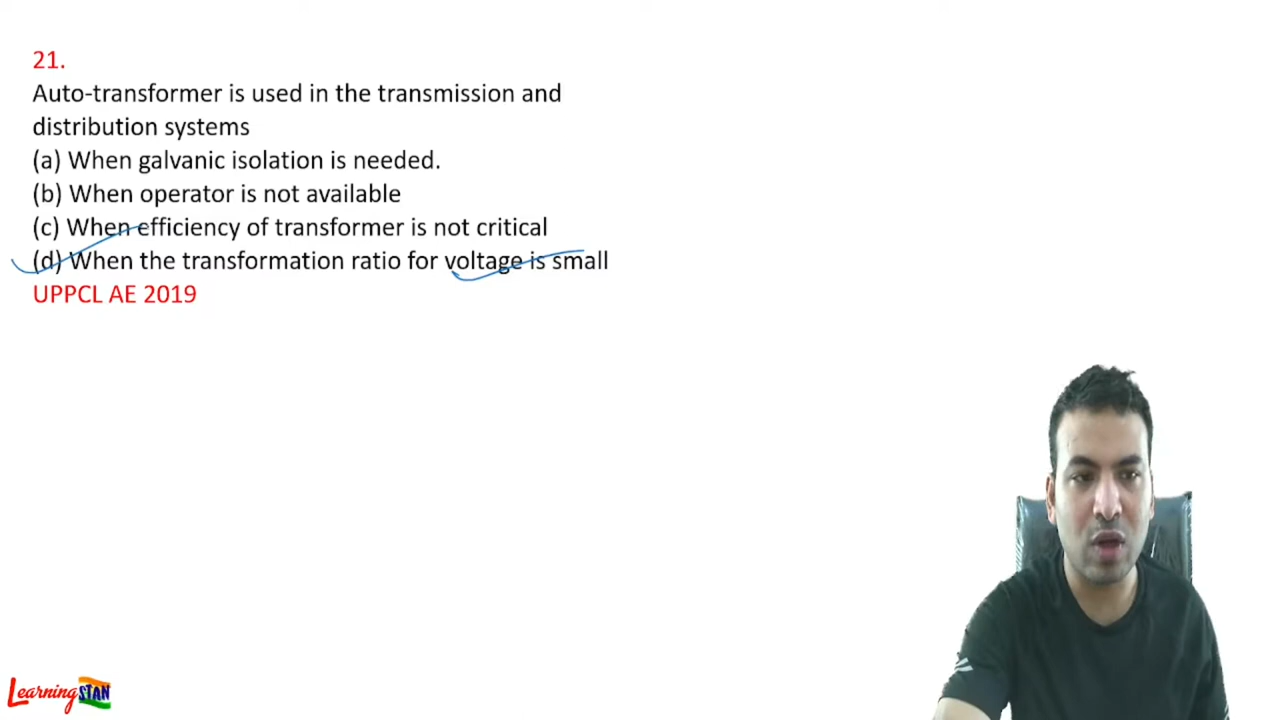 21.
Auto-transformer is used in the transmission and
distribution systems
(a) When galvanic isolation is needed.
(b) When operator is not available
(c) When efficiency of transformer is not critical
(d) When the transformation ratio for voltage is small
UPPCL AE 2019
LearningSTAN